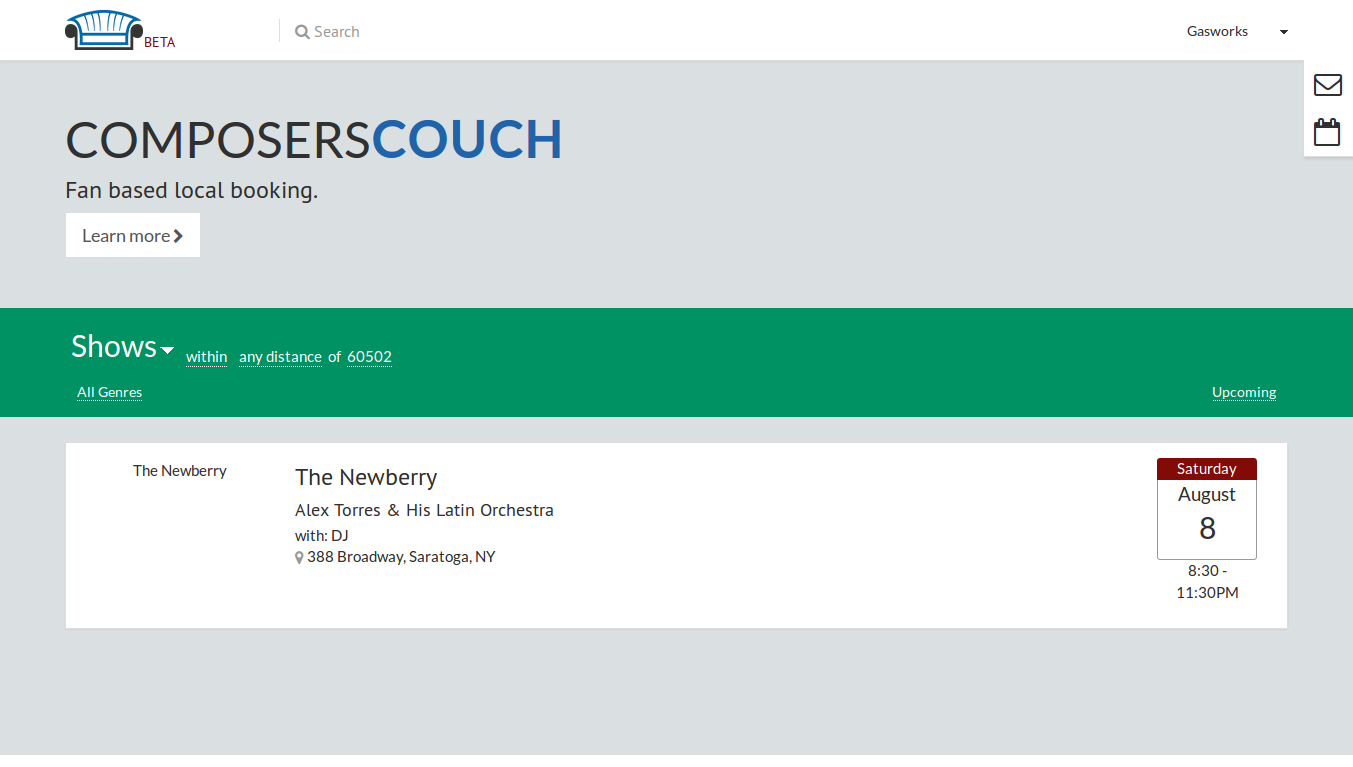 BETA
Search
Gasworks
COMPOSERSCOUCH
Fan based local booking.
Learn more
Shows within any distance of 60502
All Genres
Upcoming
The Newberry
The Newberry
Alex Torres & His Latin Orchestra
with: DJ
388 Broadway, Saratoga, NY
Saturday
August
8
8:30 -
11:30PM